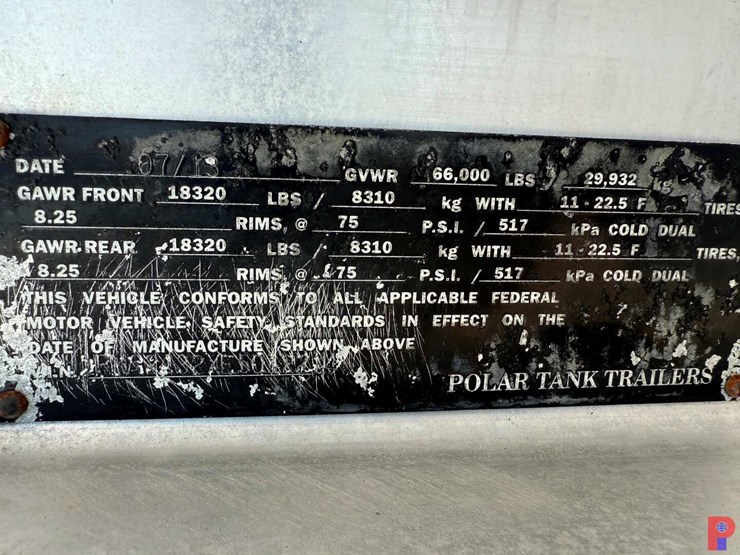 DATE 07/13 GVWR 66,000 LBS 29,932 kg
GAWR FRONT 18320 LBS / 8310 kg WITH 11-22.5 F TIRES
8.25 RIMS, @ 75 P.S.I. / 517 kPa COLD DUAL
GAWR REAR 18320 LBS / 8310 kg WITH 11-22.5 F TIRES,
8.25 RIMS, @ 75 P.S.I. / 517 kPa COLD DUAL
THIS VEHICLE CONFORMS TO ALL APPLICABLE FEDERAL
MOTOR VEHICLE SAFETY STANDARDS IN EFFECT ON THE
DATE OF MANUFACTURE SHOWN ABOVE
POLAR TANK TRAILERS